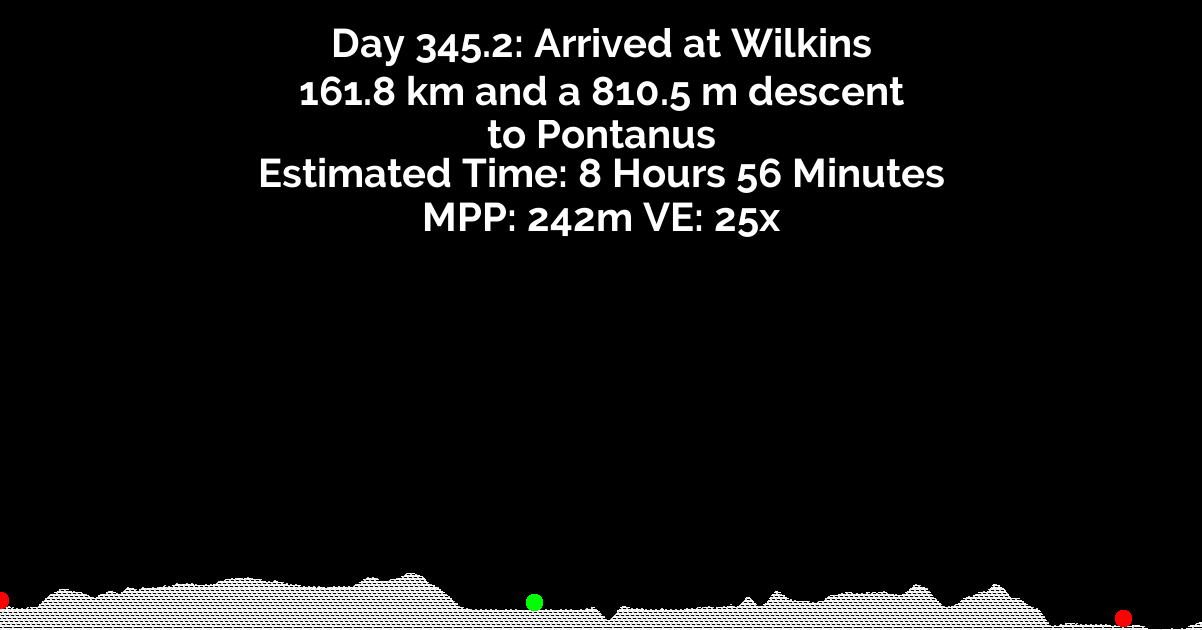 Day 345.2: Arrived at Wilkins
161.8 km and a 810.5 m descent
to Pontanus
Estimated Time: 8 Hours 56 Minutes
MPP: 242m VE: 25x